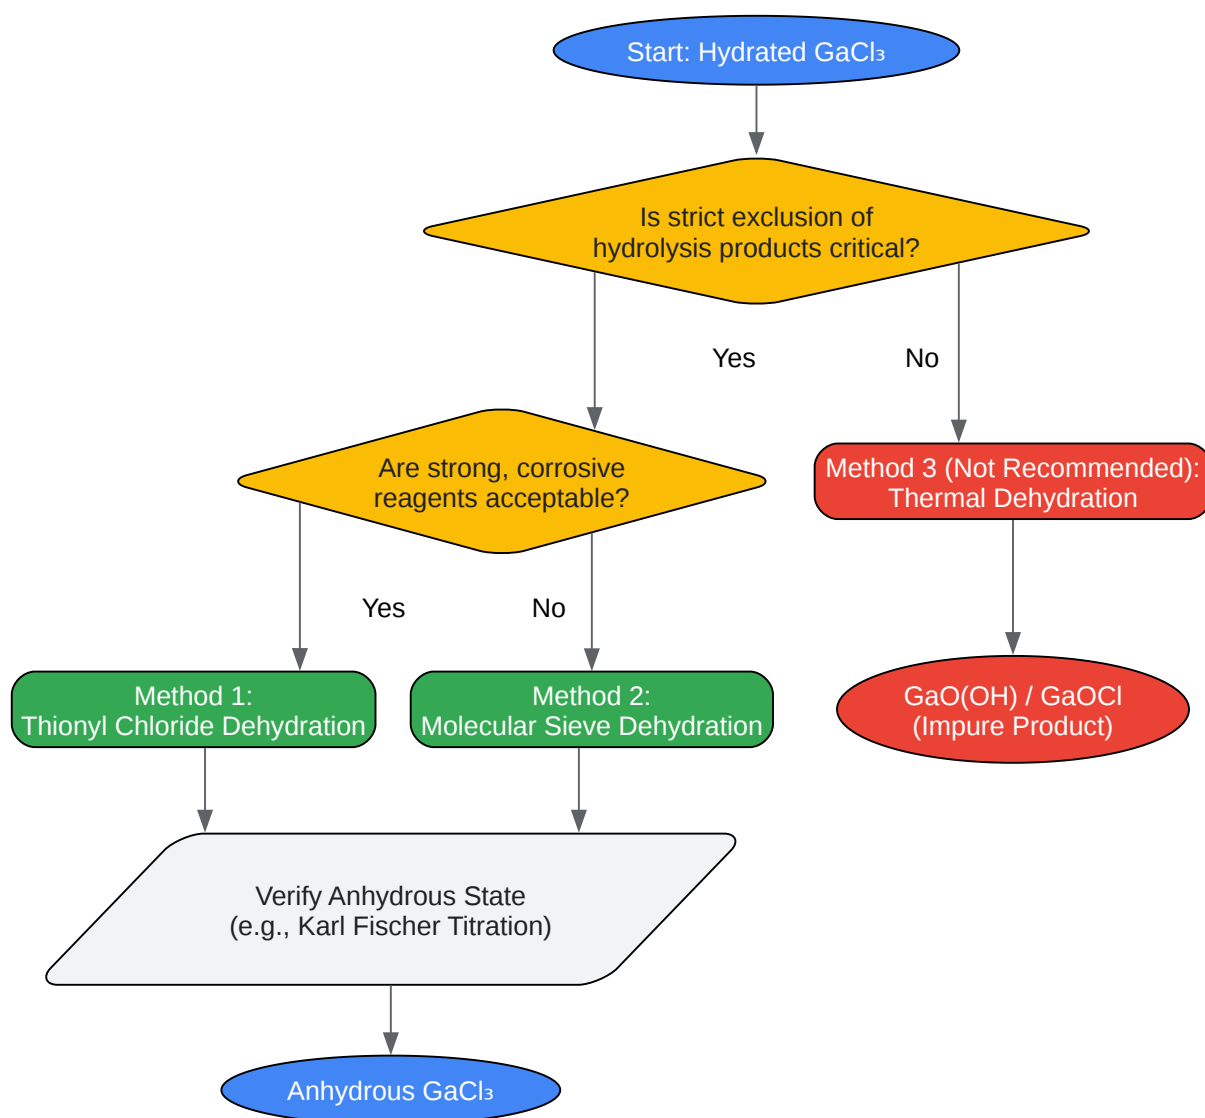 Start: Hydrated GaCl₃
Is strict exclusion of
hydrolysis products critical?
Yes
No
Are strong, corrosive
reagents acceptable?
Method 3 (Not Recommended):
Thermal Dehydration
Yes
No
Method 1:
Thionyl Chloride Dehydration
Method 2:
Molecular Sieve Dehydration
GaO(OH) / GaOCl
(Impure Product)
Verify Anhydrous State
(e.g., Karl Fischer Titration)
Anhydrous GaCl₃